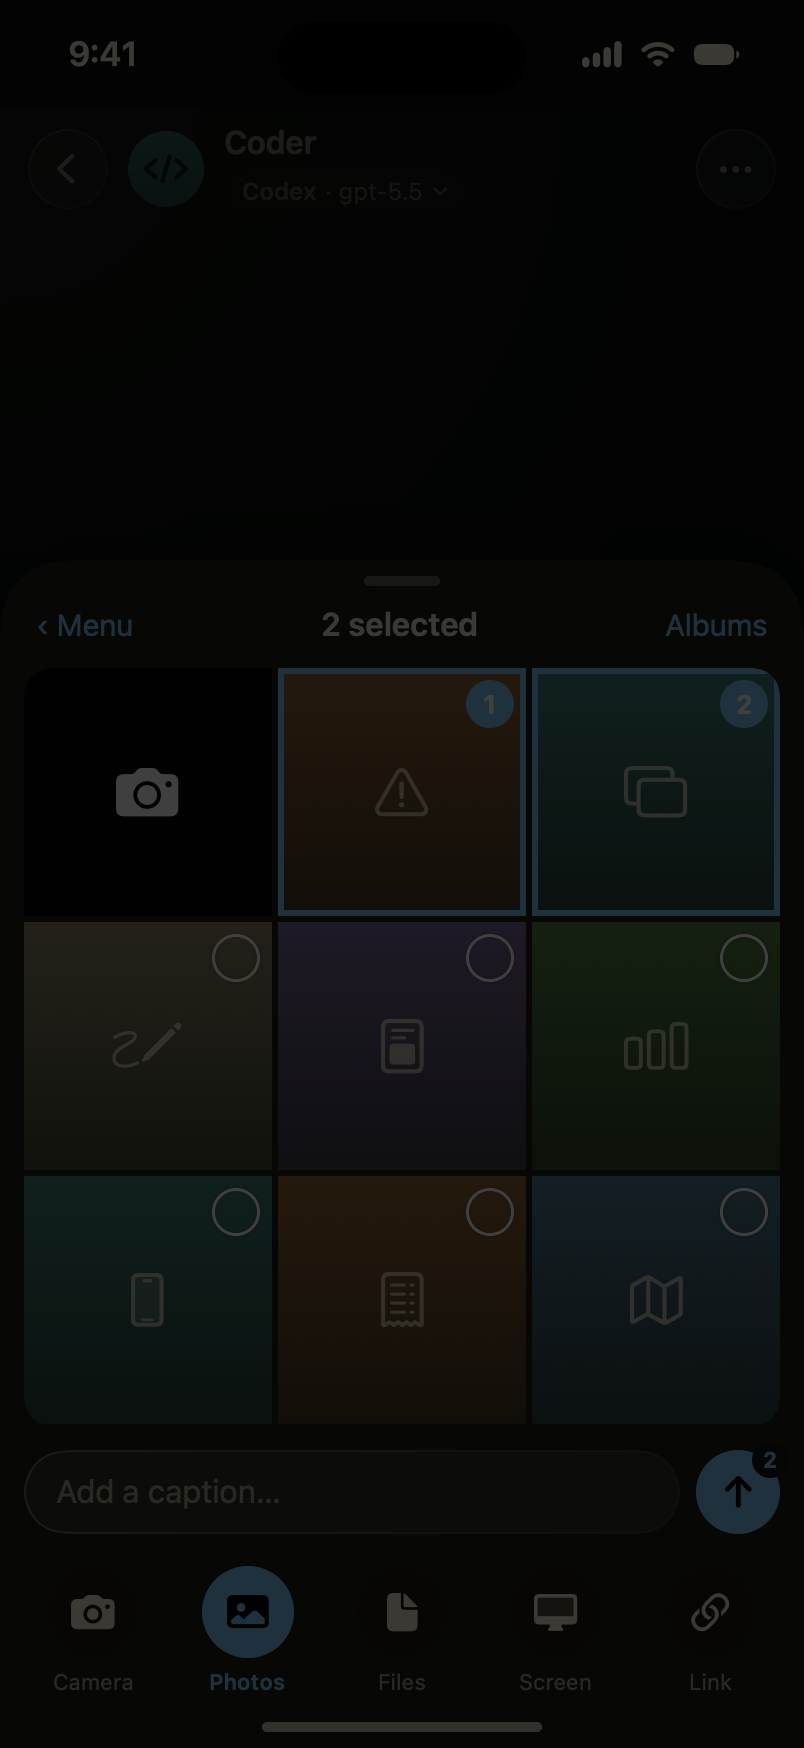 9:41
Coder
Codex · gpt-5.5
‹ Menu
2 selected
Albums
1
2
Add a caption...
2
Camera
Photos
Files
Screen
Link